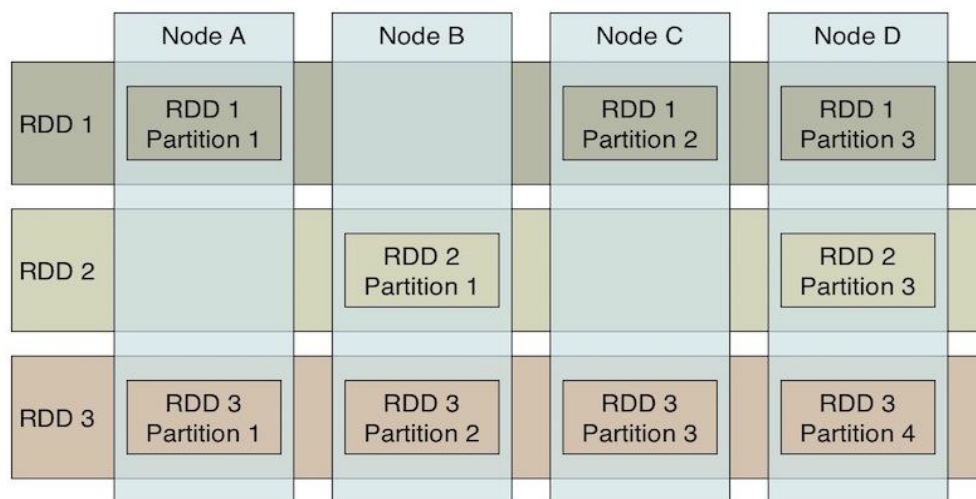 Node A
Node B
Node C
Node D
RDD 1
RDD 1
Partition 1
RDD 1
Partition 2
RDD 1
Partition 3
RDD 2
RDD 2
Partition 1
RDD 2
Partition 3
RDD 3
RDD 3
Partition 1
RDD 3
Partition 2
RDD 3
Partition 3
RDD 3
Partition 4